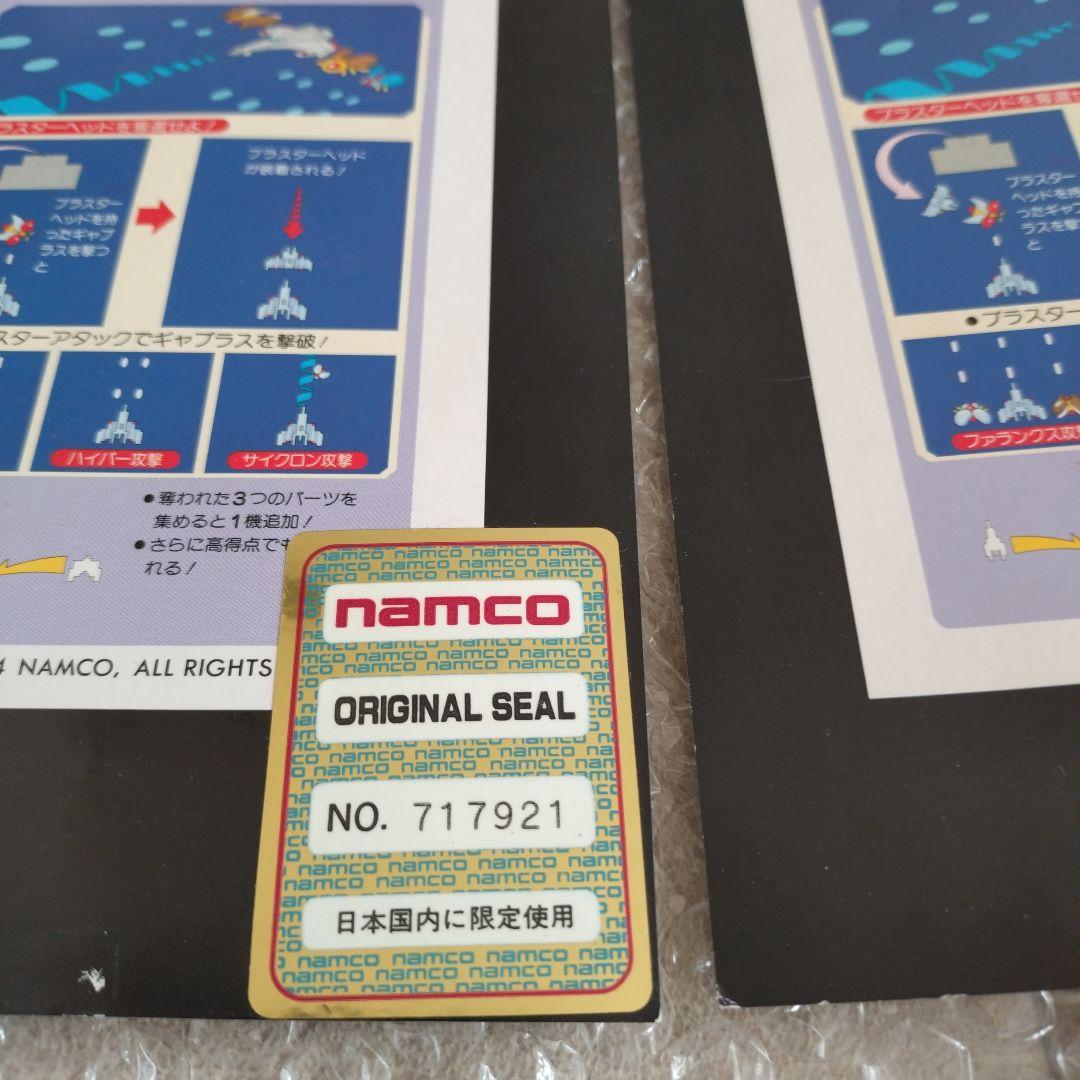 ラスターヘッドを奪還せよ!
ブラスターヘッド
が装着される!
ブラスター
ヘッドを持
ったギャプ
ラスを撃つ
と
スターアタックでギャプラスを撃破!
ハイパー攻撃
サイクロン攻撃
●奪われた3つのパーツを
集めると1機追加!
●さらに高得点でも
れる!
4 NAMCO, ALL RIGHTS
namco
ORIGINAL SEAL
NO. 717921
日本国内に限定使用
ブラスターヘッドを奪還せ
ブラスター
ヘッドを持
ったギャプ
ラスを撃
と
●ブラスター
ファランクス攻撃